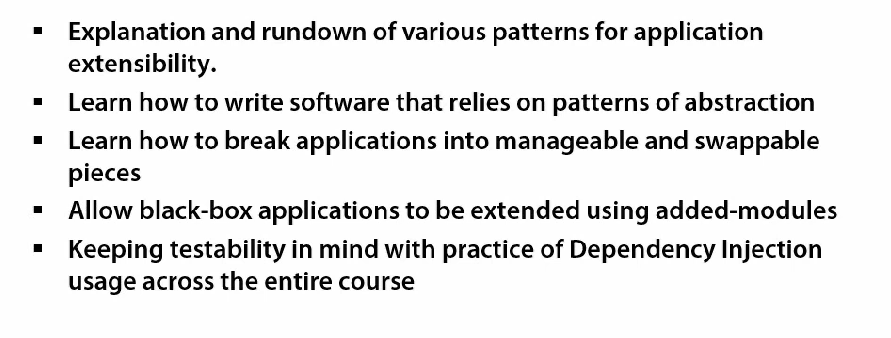 ▪ Explanation and rundown of various patterns for application
extensibility.
▪ Learn how to write software that relies on patterns of abstraction
▪ Learn how to break applications into manageable and swappable
pieces
▪ Allow black-box applications to be extended using added-modules
▪ Keeping testability in mind with practice of Dependency Injection
usage across the entire course